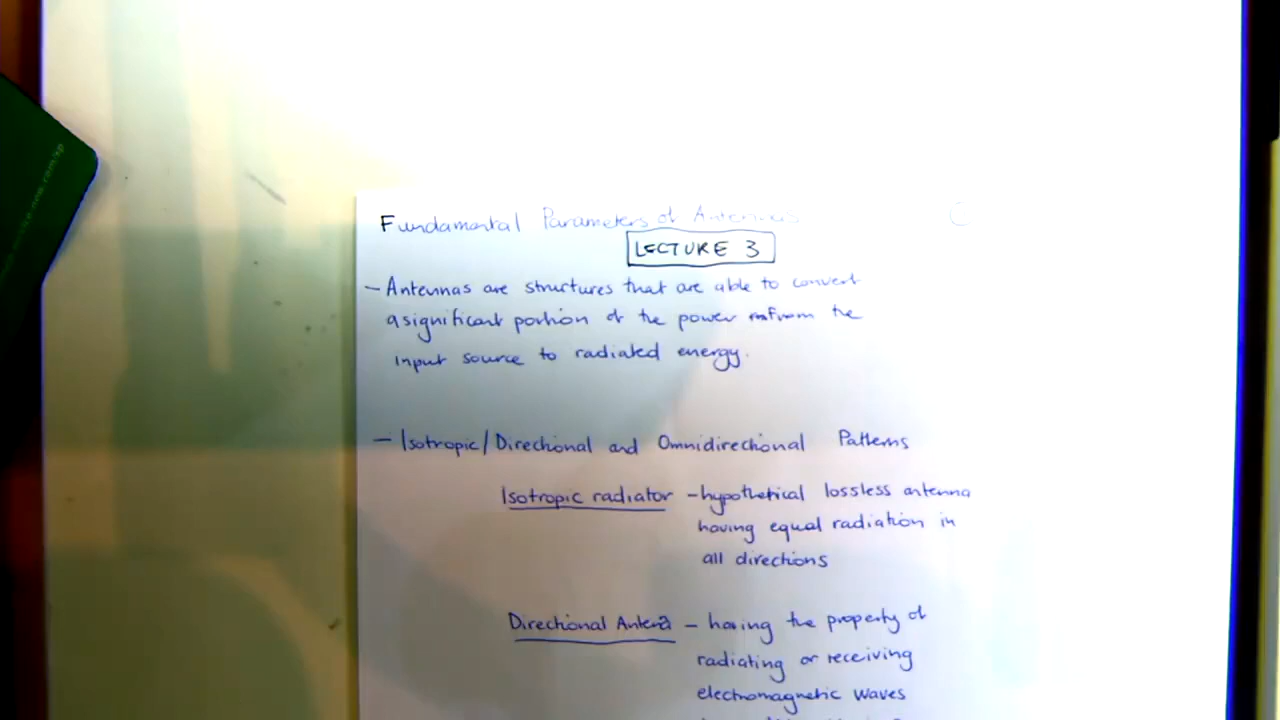 Fundamental Parameters of Antennas
LECTURE 3
- Antennas are structures that are able to convert
a significant portion of the power from the
input source to radiated energy.
- Isotropic/Directional and Omnidirectional Patterns
Isotropic radiator - hypothetical lossless antenna
having equal radiation in
all directions
Directional Antena - having the property of
radiating or receiving
electromagnetic waves